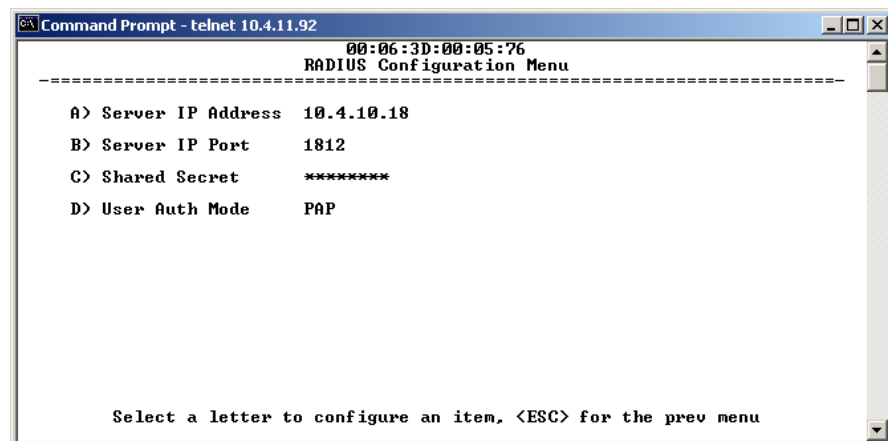 Command Prompt - telnet 10.4.11.92
00:06:3D:00:05:76
RADIUS Configuration Menu
-==========================================================================-
A) Server IP Address 10.4.10.18
B) Server IP Port 1812
C) Shared Secret ********
D) User Auth Mode PAP
Select a letter to configure an item, <ESC> for the prev menu